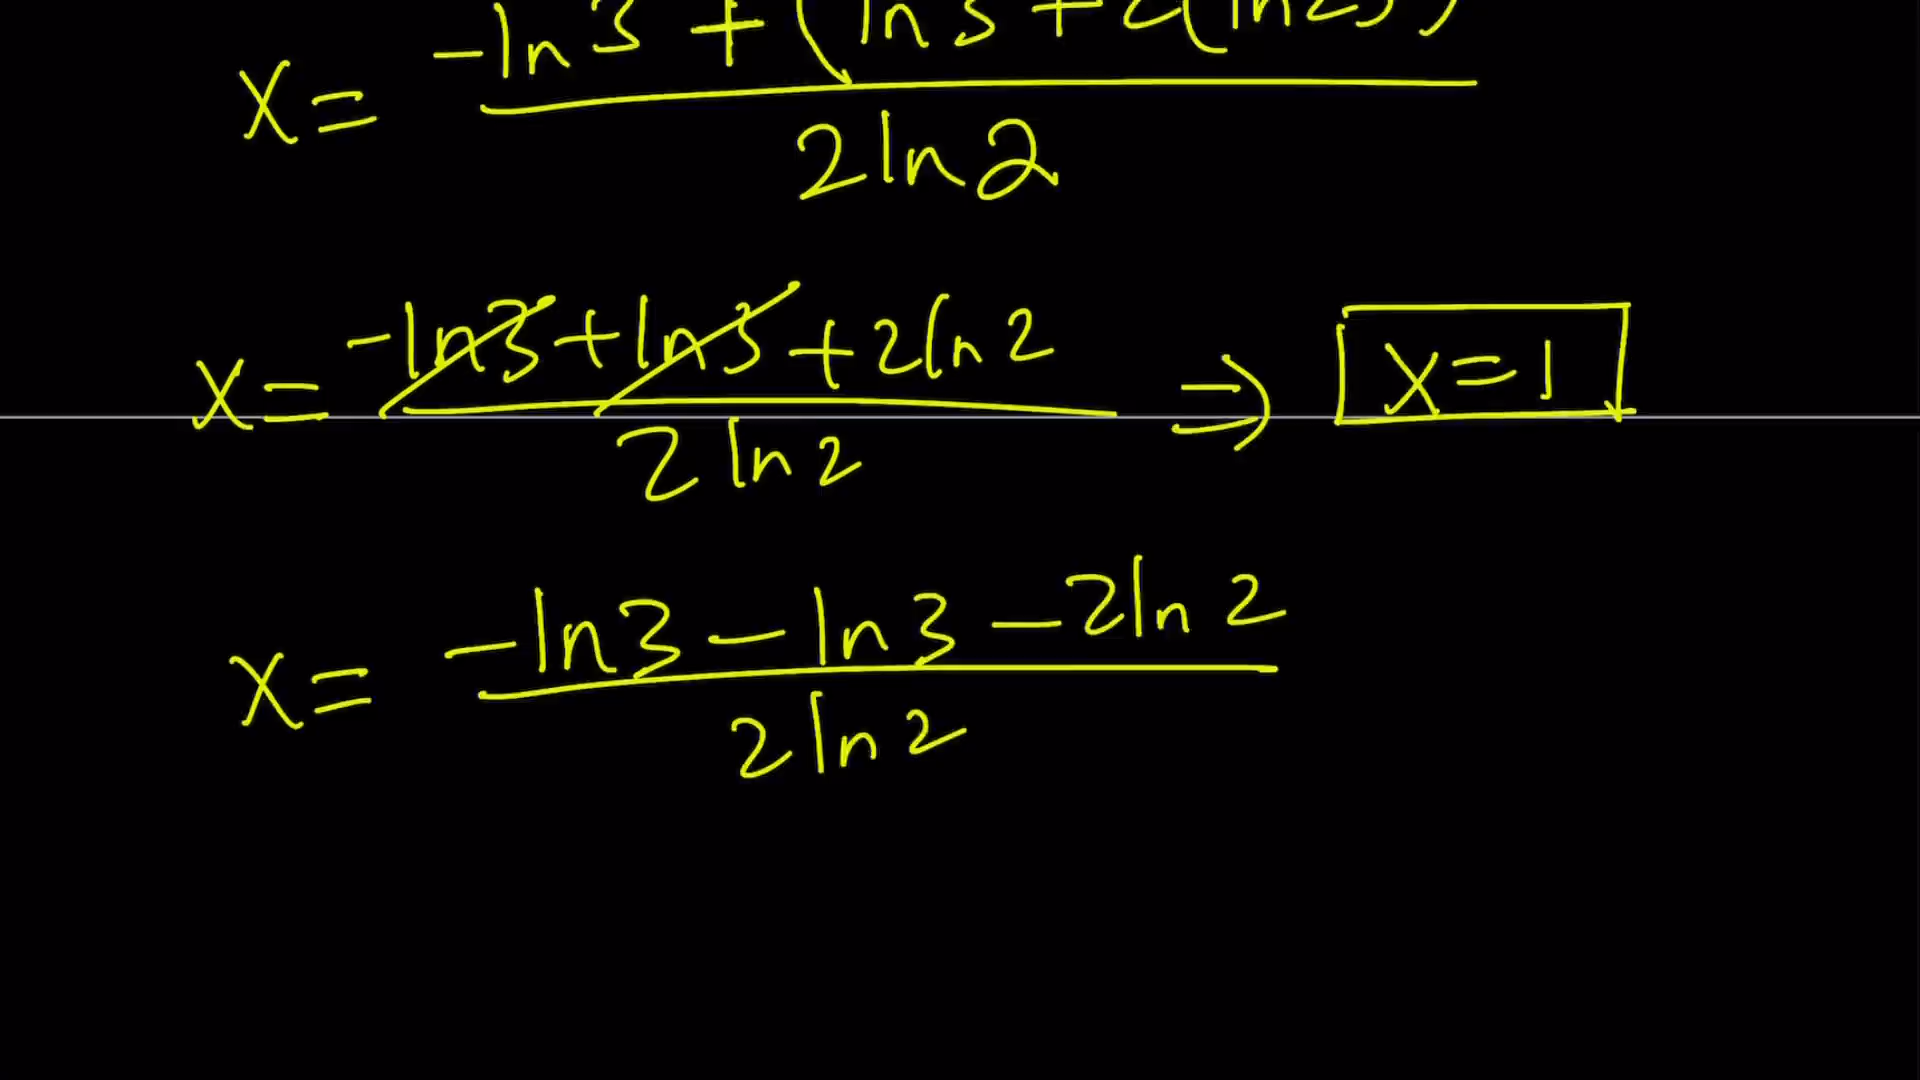 x = (-ln3 + (ln3 + 2(ln2))) / (2ln2)
x = (-ln3 + ln3 + 2ln2) / (2ln2) ⇒ x=1
x = (-ln3 - ln3 - 2ln2) / (2ln2)